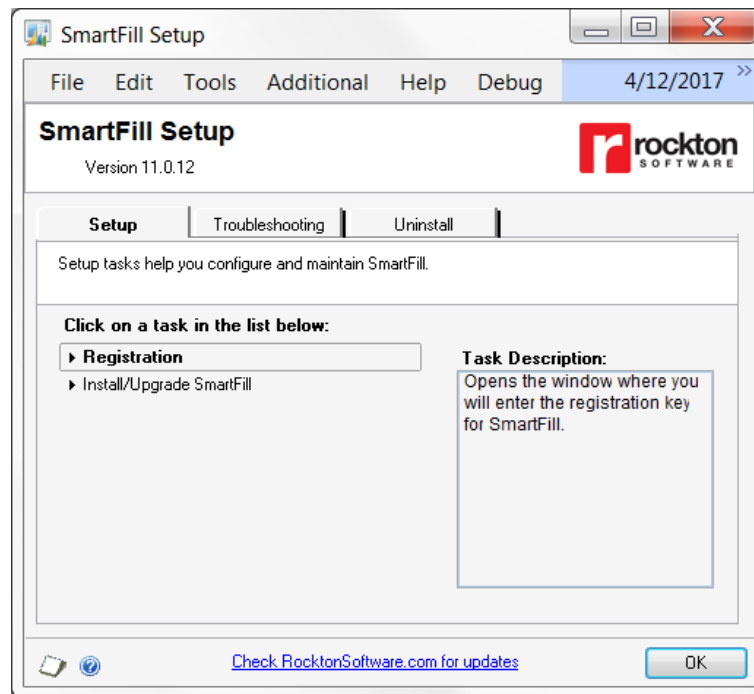 SmartFill Setup
File Edit Tools Additional Help Debug 4/12/2017 »
SmartFill Setup
Version 11.0.12
rockton
SOFTWARE
Setup Troubleshooting Uninstall
Setup tasks help you configure and maintain SmartFill.
Click on a task in the list below:
Registration
Install/Upgrade SmartFill
Task Description:
Opens the window where you
will enter the registration key
for SmartFill.
Check RocktonSoftware.com for updates
OK